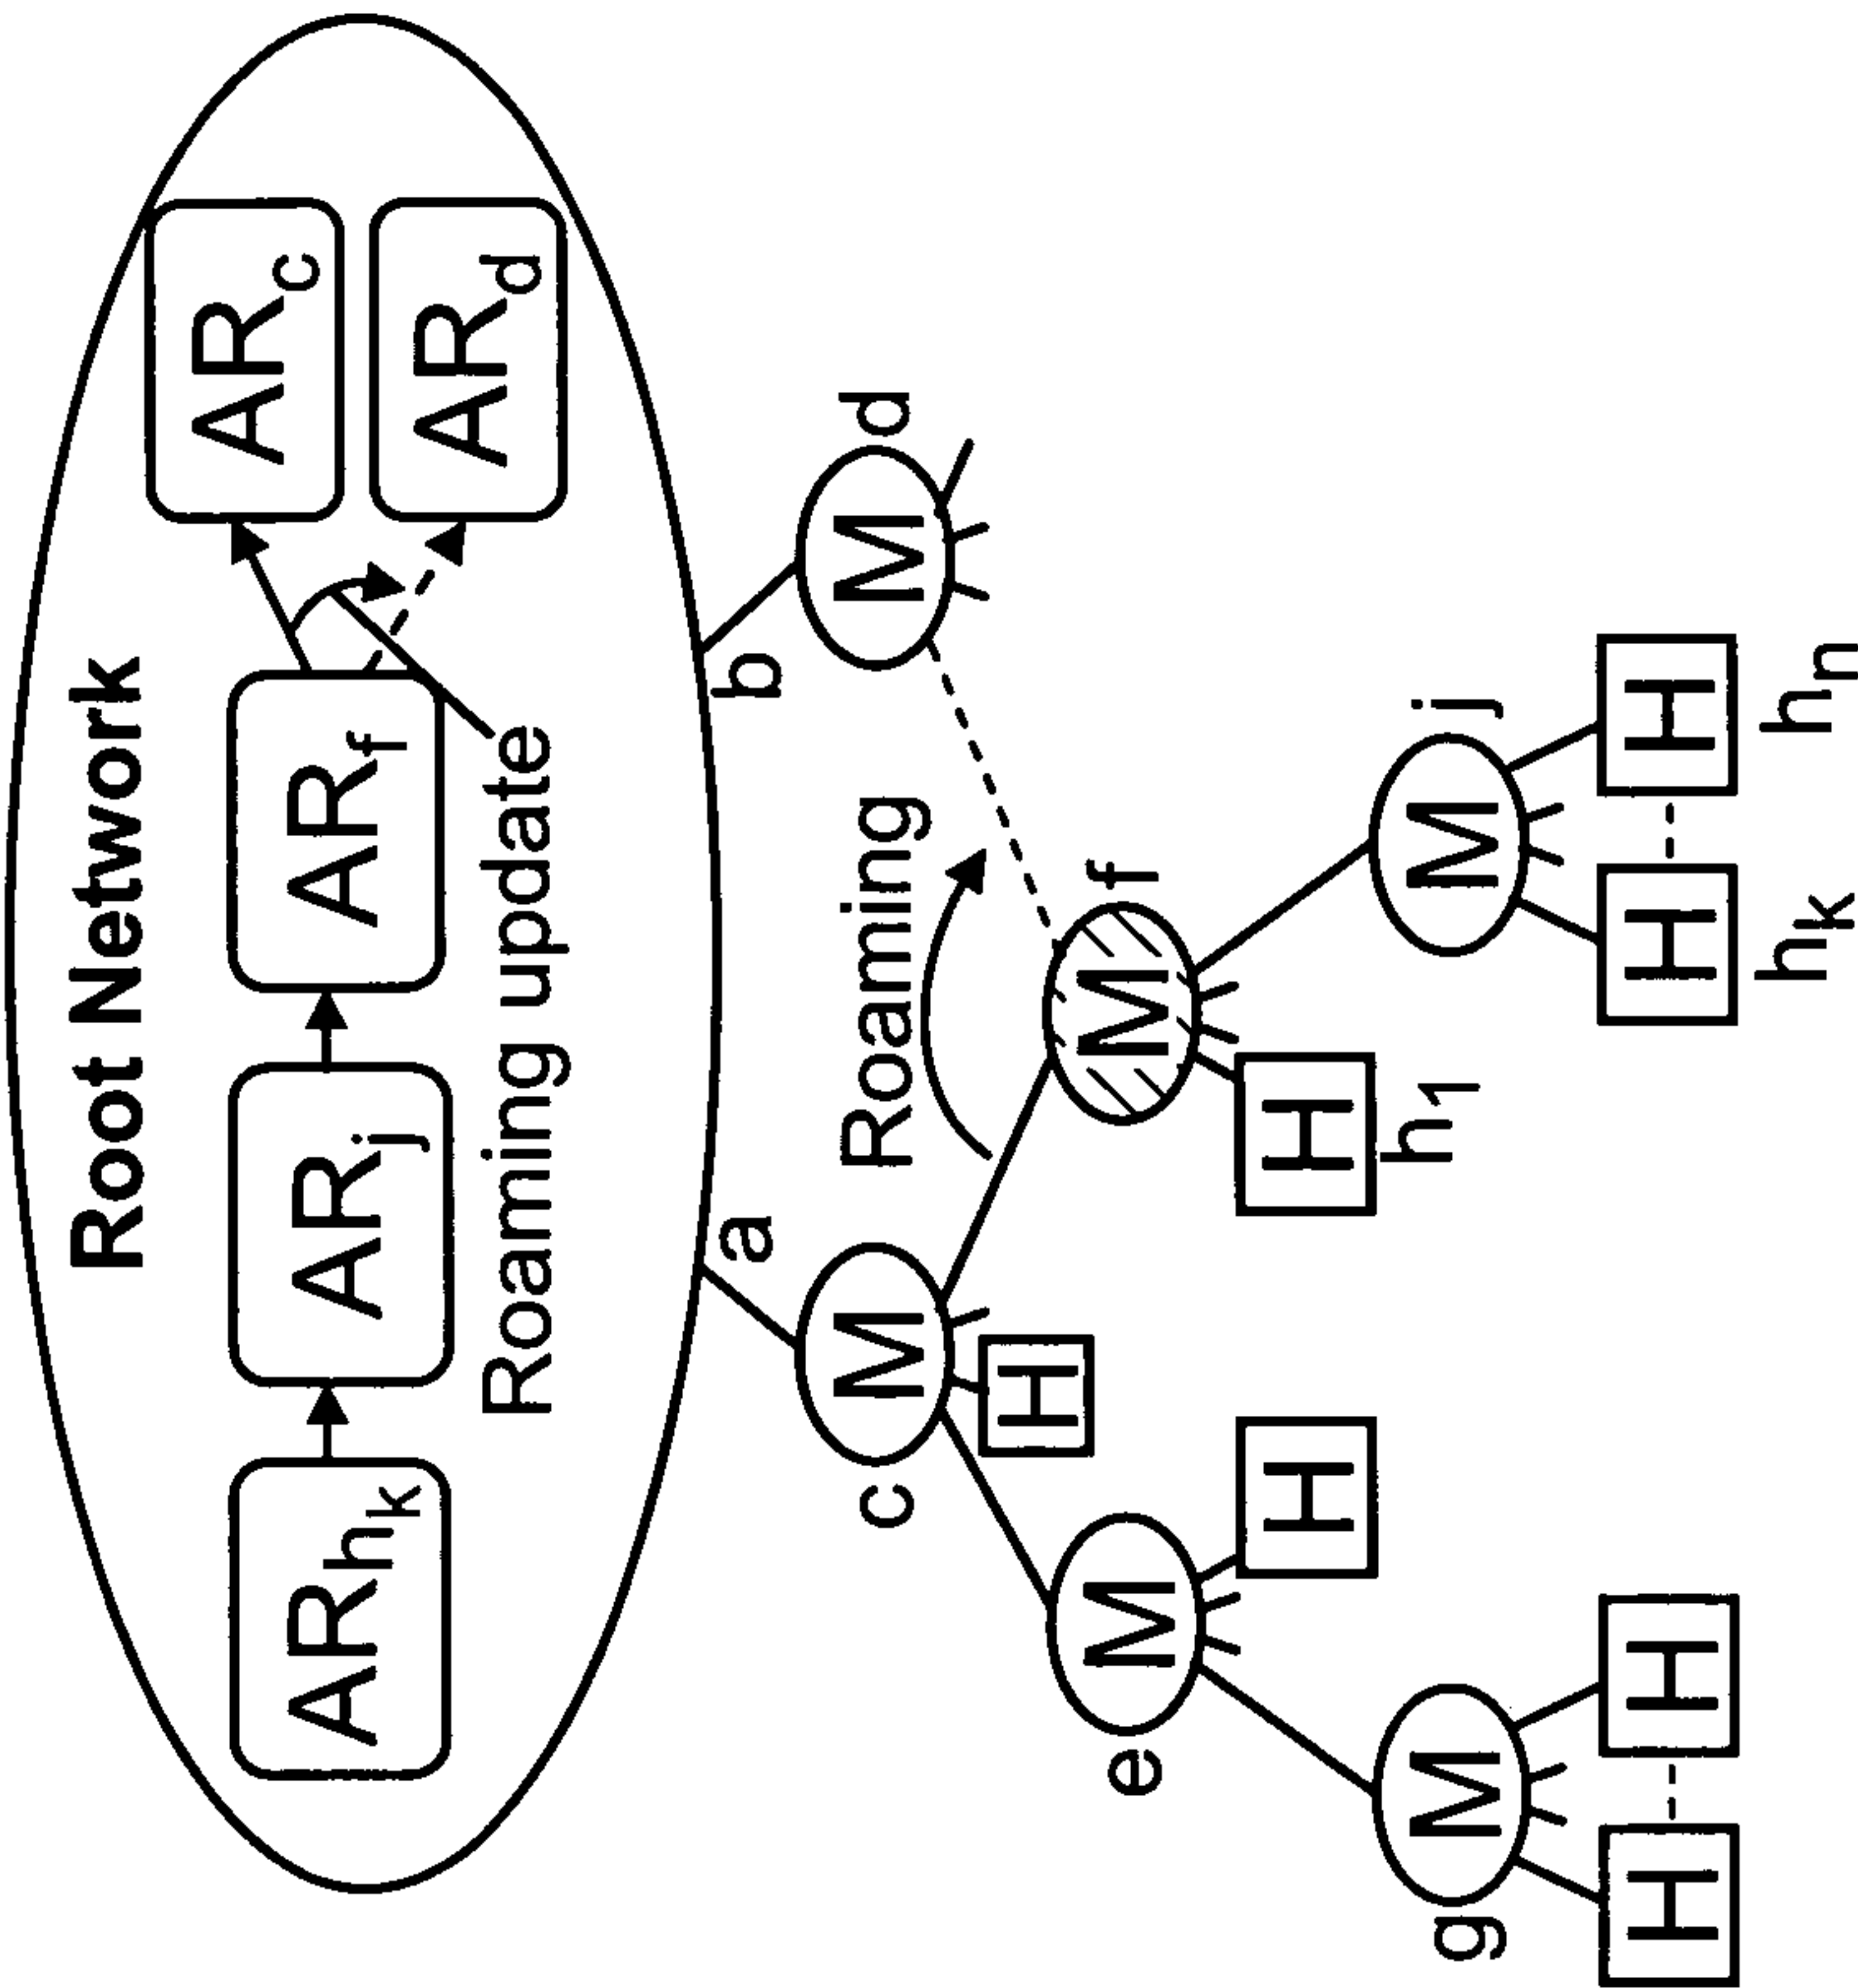 Root Network
ARhk
ARj
ARf
ARc
ARd
Roaming update
a
b
c
M
M
d
Roaming
H
e
M
M
f
H
H
h1
g
M
M
j
H
H
H
H
hk
hn